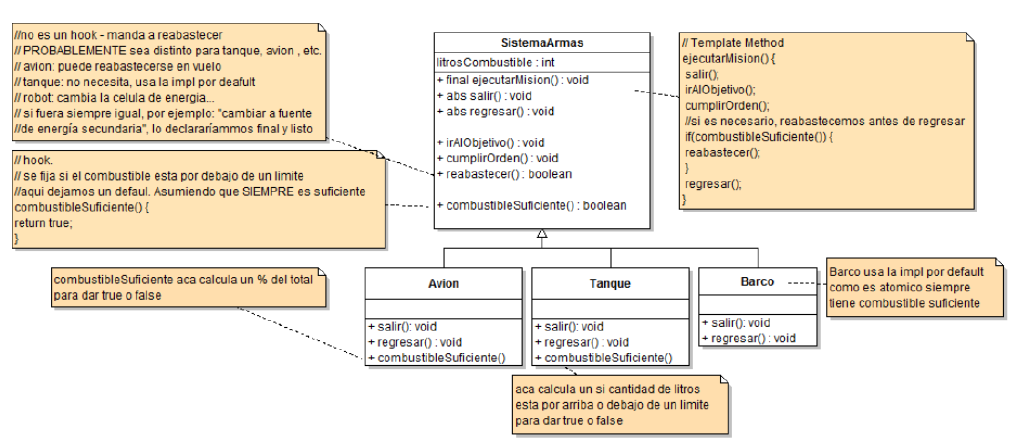 //no es un hook - manda a reabastecer
// PROBABLEMENTE sea distinto para tanque, avion , etc.
// avion: puede reabastecerse en vuelo
// tanque: no necesita, usa la impl por deafult
// robot: cambia la celula de energia...
// si fuera siempre igual, por ejemplo: "cambiar a fuente
//de energía secundaria", lo declararíammos final y listo
// hook.
// se fija si el combustible esta por debajo de un limite
//aqui dejamos un defaul. Asumiendo que SIEMPRE es suficiente
combustibleSuficiente() {
return true;
}
SistemaArmas
litrosCombustible : int
+ final ejecutarMision() : void
+ abs salir() : void
+ abs regresar() : void
+ irAlObjetivo() : void
+ cumplirOrden() : void
+ reabastecer() : boolean
+ combustibleSuficiente() : boolean
// Template Method
ejecutarMision() {
salir();
irAlObjetivo();
cumplirOrden();
//si es necesario, reabastecemos antes de regresar
if(combustibleSuficiente()) {
reabastecer();
}
regresar();
}
combustibleSuficiente aca calcula un % del total
para dar true o false
Avion
+ salir(): void
+ regresar() : void
+ combustibleSuficiente()
Tanque
+ salir(): void
+ regresar() : void
+ combustibleSuficiente()
Barco
+ salir(): void
+ regresar() : void
Barco usa la impl por default
como es atomico siempre
tiene combustible suficiente
aca calcula un si cantidad de litros
esta por arriba o debajo de un limite
para dar true o false